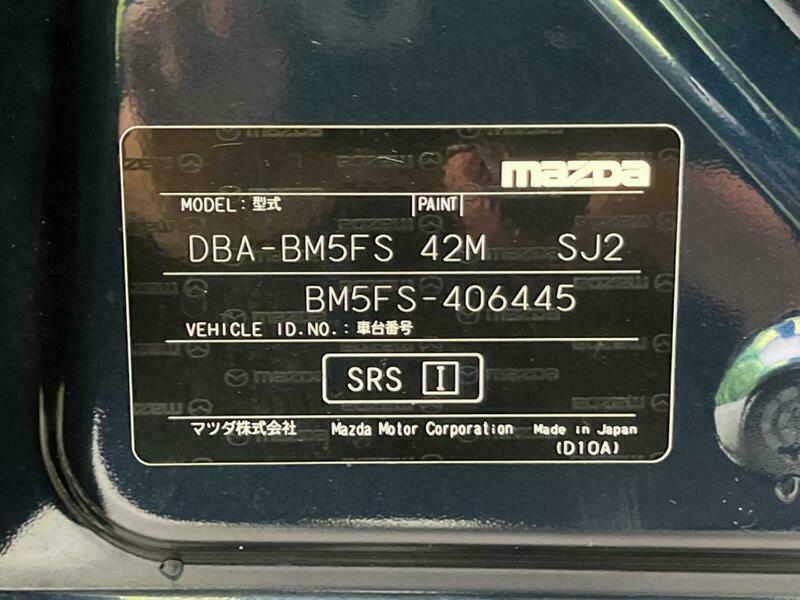 mazda
MODEL：型式 PAINT
DBA-BM5FS 42M SJ2
BM5FS-406445
VEHICLE ID.NO.：車台番号
SRS I
マツダ株式会社 Mazda Motor Corporation Made in Japan
(D10A)